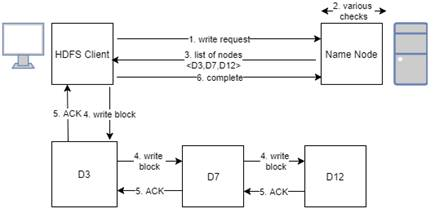 2. various
checks
HDFS Client
1. write request
3. list of nodes
<D3,D7,D12>
6. complete
Name Node
5. ACK
4. write block
D3
4. write
block
5. ACK
D7
4. write
block
5. ACK
D12